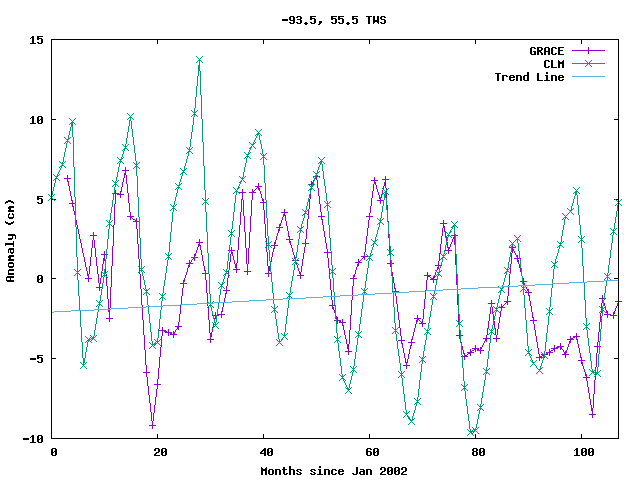 -93.5, 55.5 TWS
GRACE
CLM
Trend Line
15
10
5
0
-5
-10
Anomaly (cm)
0 20 40 60 80 100
Months since Jan 2002